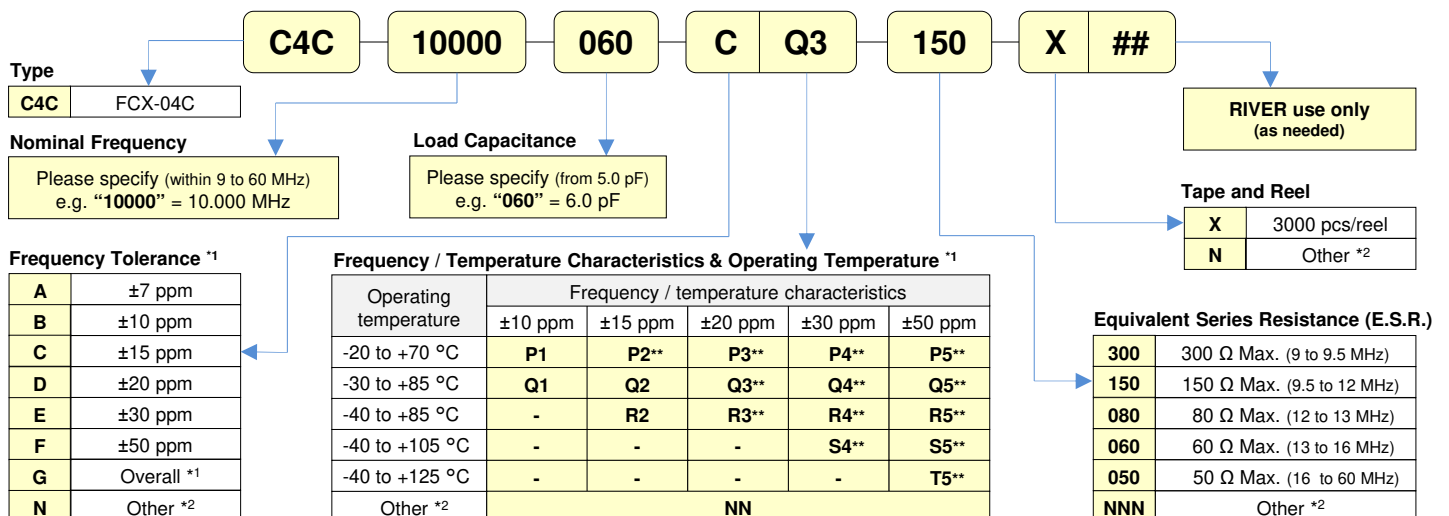 C4C 10000 060 C Q3 150 X ##
Type
C4C FCX-04C
RIVER use only
(as needed)
Nominal Frequency
Please specify (within 9 to 60 MHz)
e.g. “10000” = 10.000 MHz
Load Capacitance
Please specify (from 5.0 pF)
e.g. “060” = 6.0 pF
Tape and Reel
X 3000 pcs/reel
N Other *2
Frequency Tolerance *1
A ±7 ppm
B ±10 ppm
C ±15 ppm
D ±20 ppm
E ±30 ppm
F ±50 ppm
G Overall *1
N Other *2
Frequency / Temperature Characteristics & Operating Temperature *1
Operating temperature
Frequency / temperature characteristics
±10 ppm ±15 ppm ±20 ppm ±30 ppm ±50 ppm
-20 to +70 °C P1 P2** P3** P4** P5**
-30 to +85 °C Q1 Q2 Q3** Q4** Q5**
-40 to +85 °C - R2 R3** R4** R5**
-40 to +105 °C - - - S4** S5**
-40 to +125 °C - - - - T5**
Other *2 NN
Equivalent Series Resistance (E.S.R.)
300 300 Ω Max. (9 to 9.5 MHz)
150 150 Ω Max. (9.5 to 12 MHz)
080 80 Ω Max. (12 to 13 MHz)
060 60 Ω Max. (13 to 16 MHz)
050 50 Ω Max. (16 to 60 MHz)
NNN Other *2